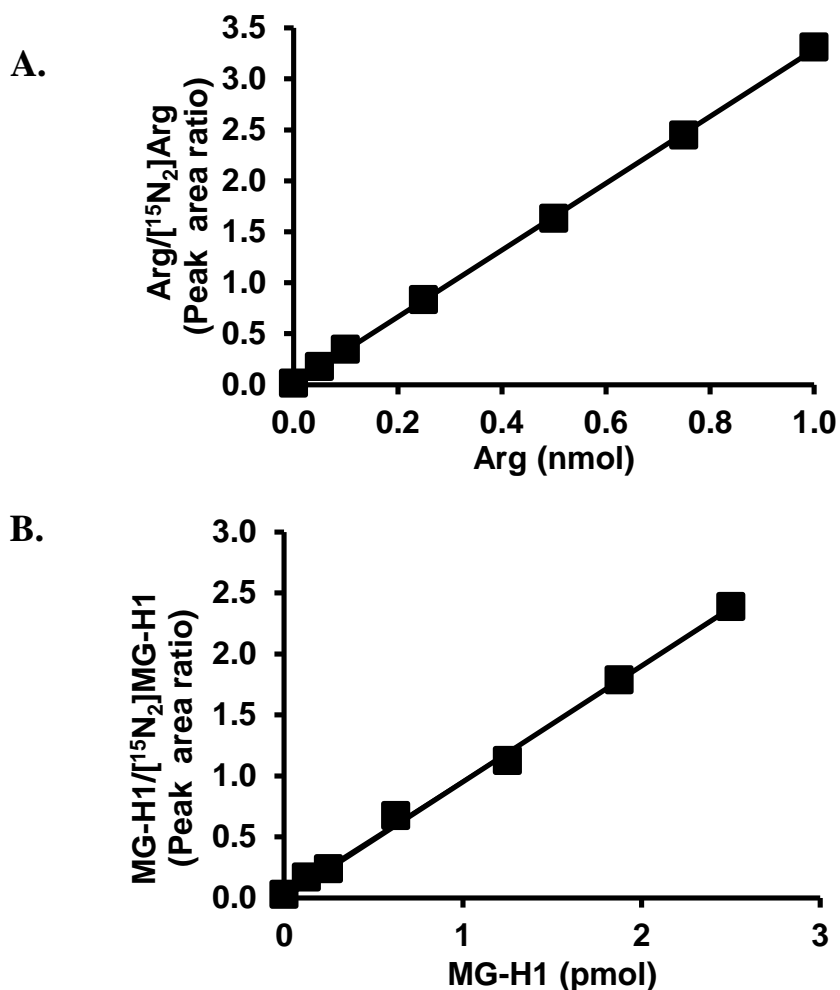 A.
Arg/[¹⁵N₂]Arg
(Peak area ratio)
3.5
3.0
2.5
2.0
1.5
1.0
0.5
0.0
0.0 0.2 0.4 0.6 0.8 1.0
Arg (nmol)
B.
MG-H1/[¹⁵N₂]MG-H1
(Peak area ratio)
3.0
2.5
2.0
1.5
1.0
0.5
0.0
0 1 2 3
MG-H1 (pmol)